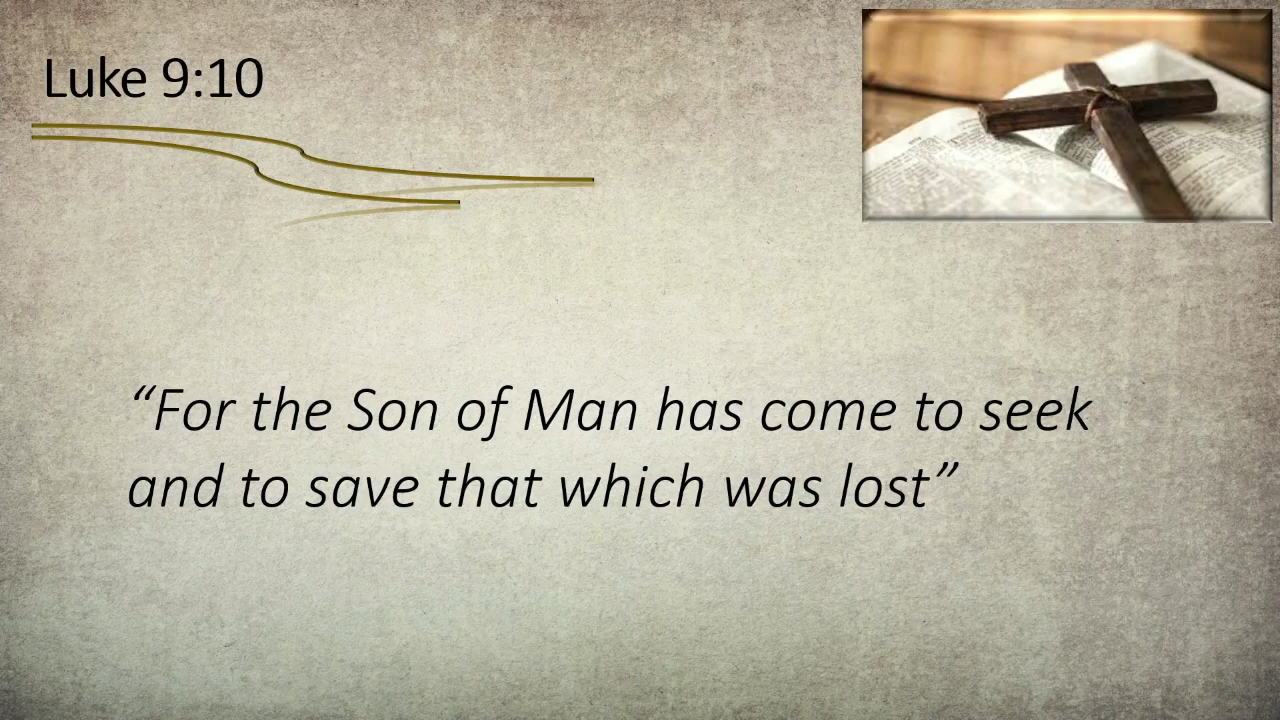 Luke 9:10
“For the Son of Man has come to seek
and to save that which was lost”